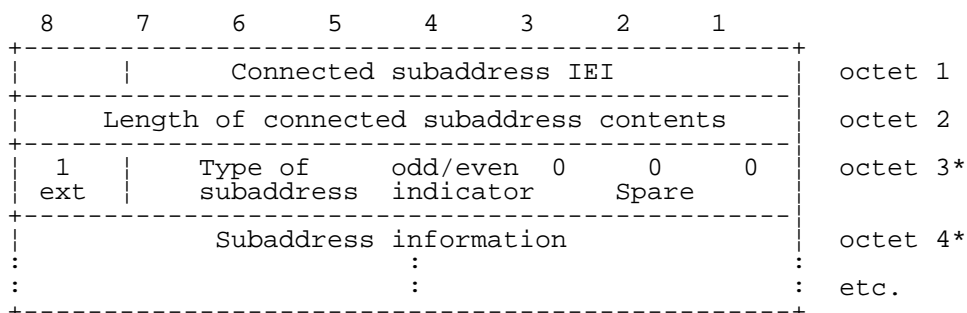 8 7 6 5 4 3 2 1
Connected subaddress IEI octet 1
Length of connected subaddress contents octet 2
1 Type of odd/even 0 0 0 octet 3*
ext subaddress indicator Spare
Subaddress information octet 4*
: : :
: : : etc.